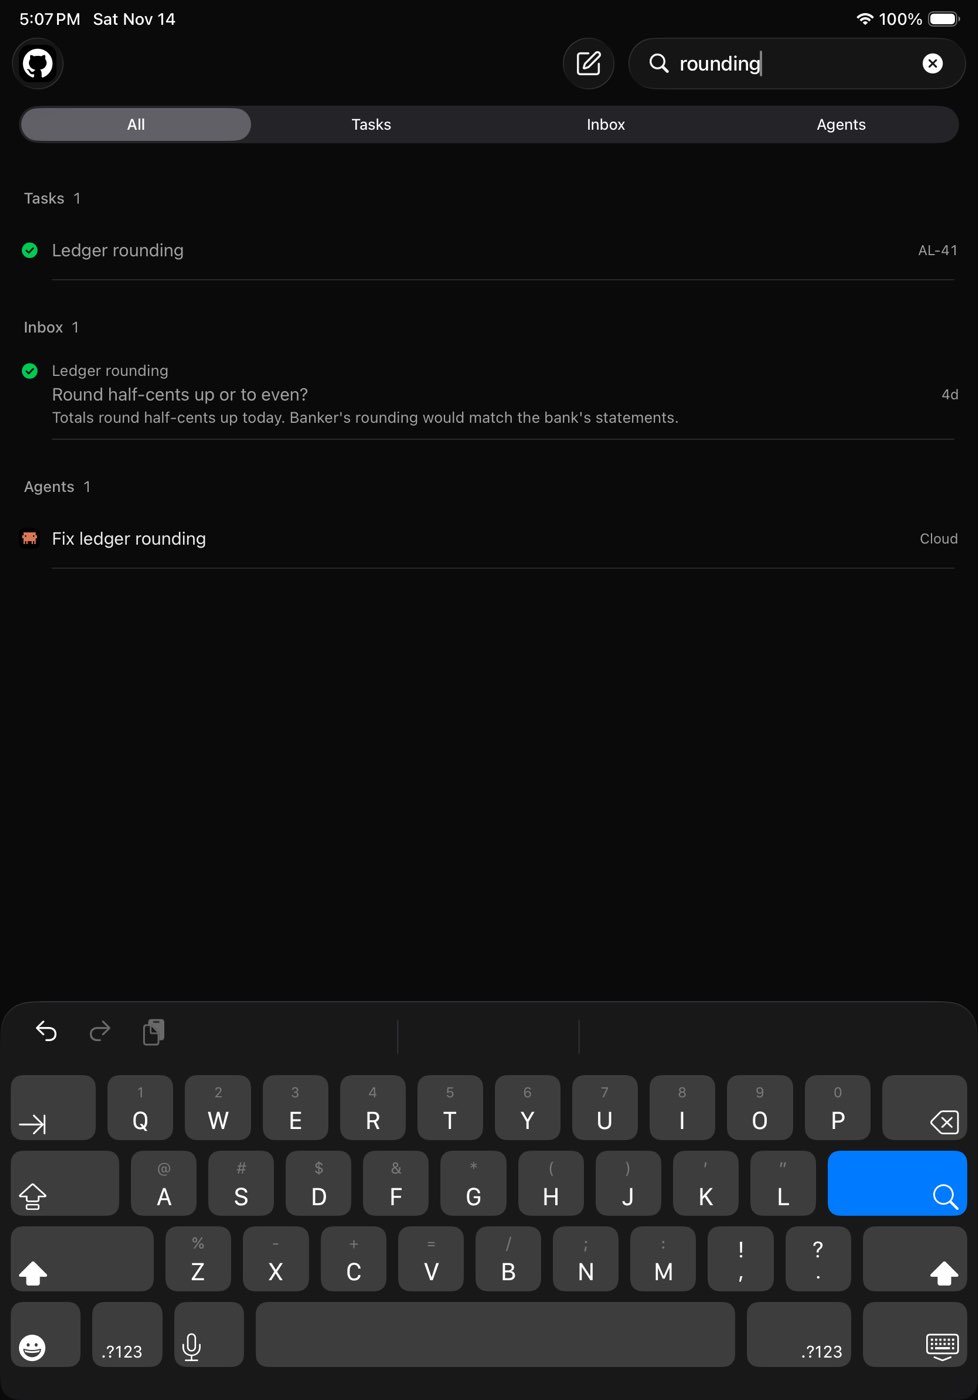 5:07 PM Sat Nov 14 100%
rounding
All Tasks Inbox Agents
Tasks 1
Ledger rounding AL-41
Inbox 1
Ledger rounding
Round half-cents up or to even? 4d
Totals round half-cents up today. Banker's rounding would match the bank's statements.
Agents 1
Fix ledger rounding Cloud
1 2 3 4 5 6 7 8 9 0
Q W E R T Y U I O P
@ # $ & * ( ) ' "
A S D F G H J K L
% - + = / ; : ! ?
Z X C V B N M , .
.?123 .?123